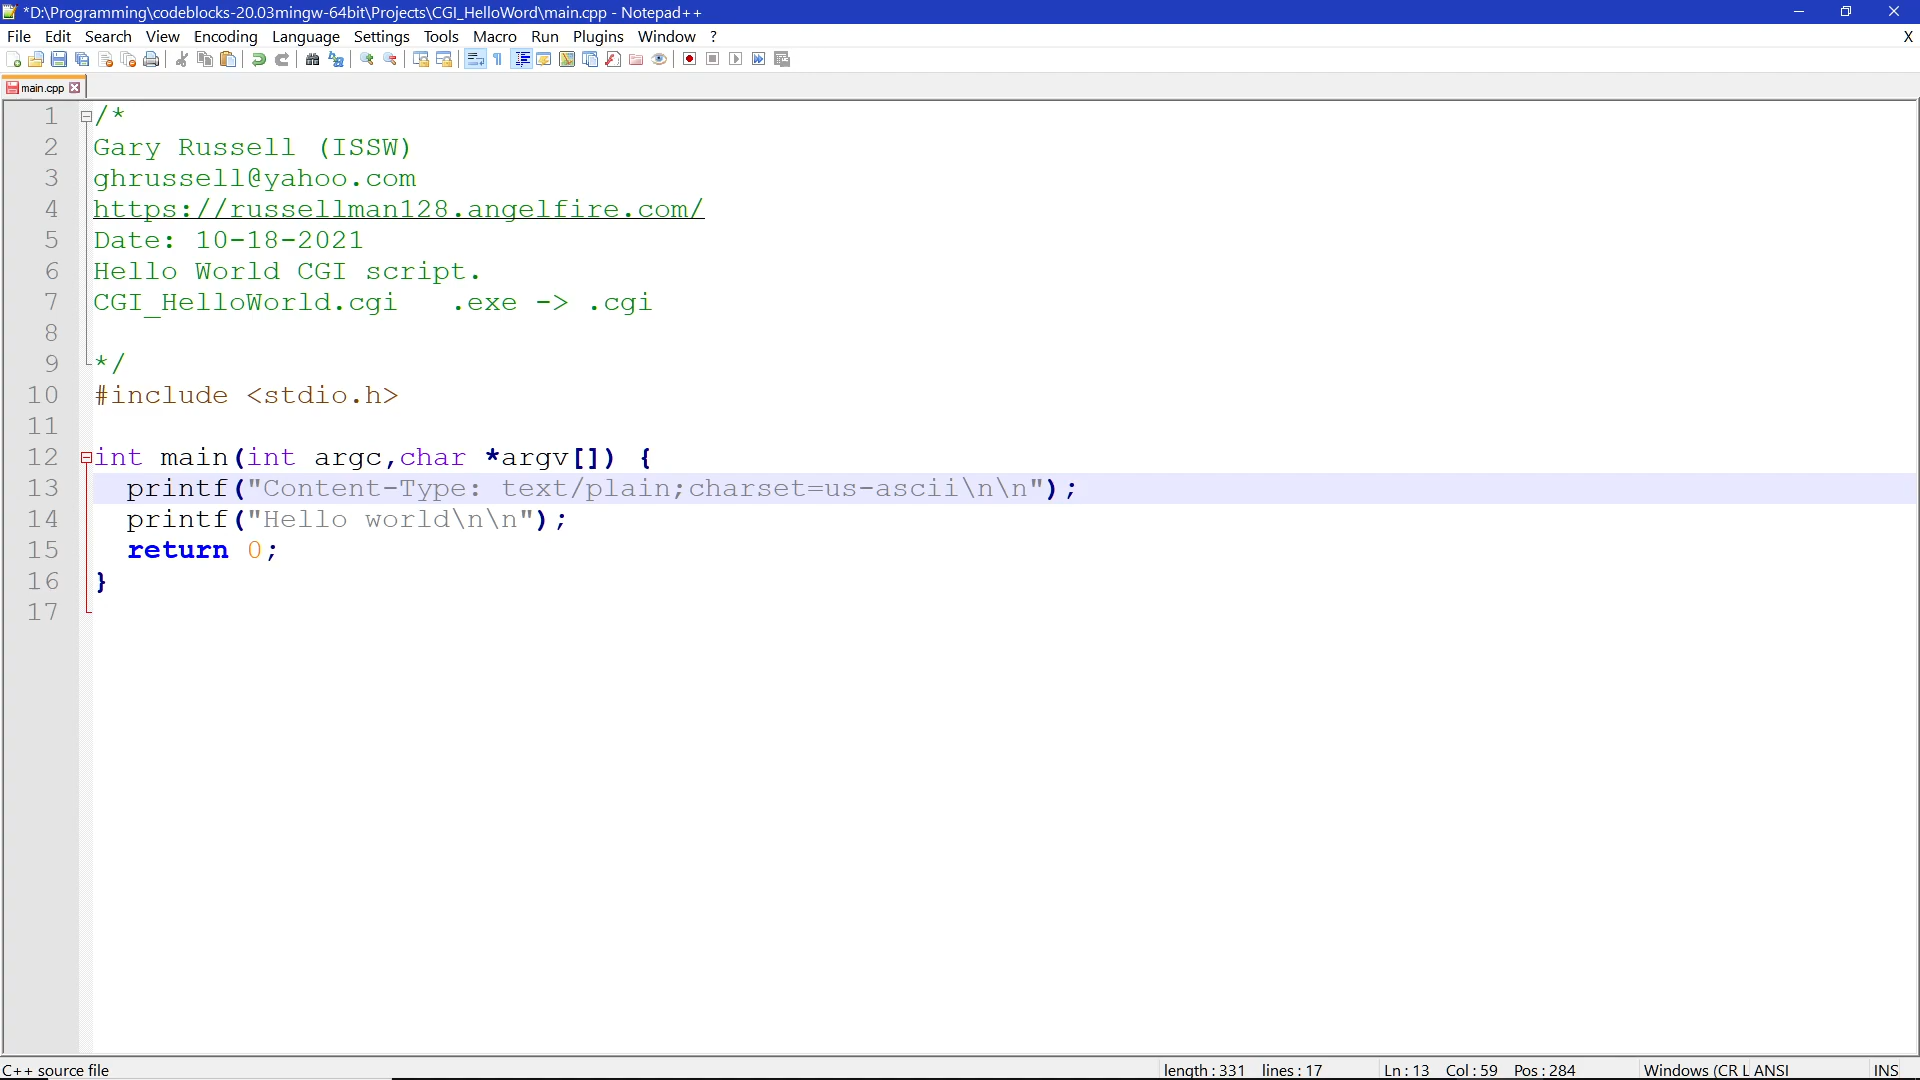 *D:\Programming\codeblocks-20.03mingw-64bit\Projects\CGI_HelloWord\main.cpp - Notepad++
File Edit Search View Encoding Language Settings Tools Macro Run Plugins Window ? X
main.cpp
1 /*
2 Gary Russell (ISSW)
3 ghrussell@yahoo.com
4 https://russellman128.angelfire.com/
5 Date: 10-18-2021
6 Hello World CGI script.
7 CGI_HelloWorld.cgi   .exe -> .cgi
8
9 */
10 #include <stdio.h>
11
12 int main(int argc,char *argv[]) {
13   printf("Content-Type: text/plain;charset=us-ascii\n\n");
14   printf("Hello world\n\n");
15   return 0;
16 }
17
C++ source file length : 331 lines : 17 Ln : 13 Col : 59 Pos : 284 Windows (CR L ANSI INS